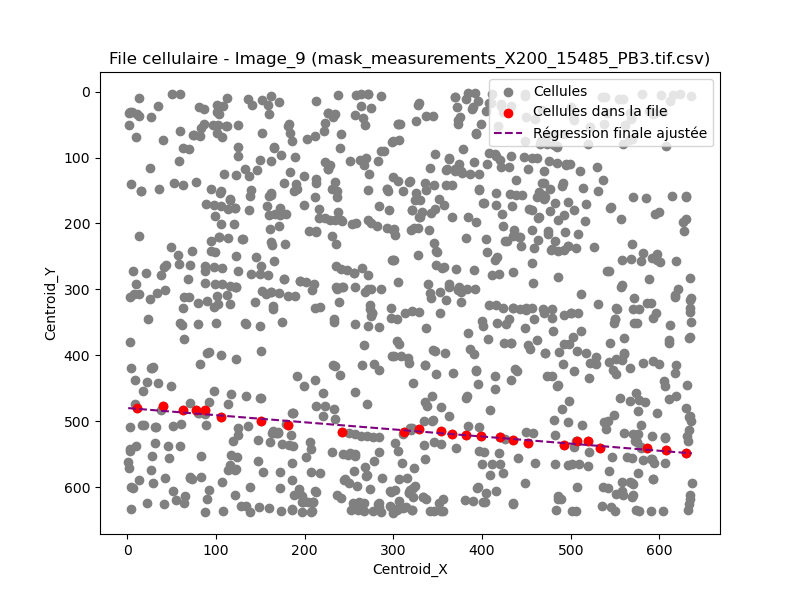 File cellulaire - Image_9 (mask_measurements_X200_15485_PB3.tif.csv)
Cellules
Cellules dans la file
Régression finale ajustée
0
100
200
300
400
500
600
Centroid_Y
0 100 200 300 400 500 600
Centroid_X